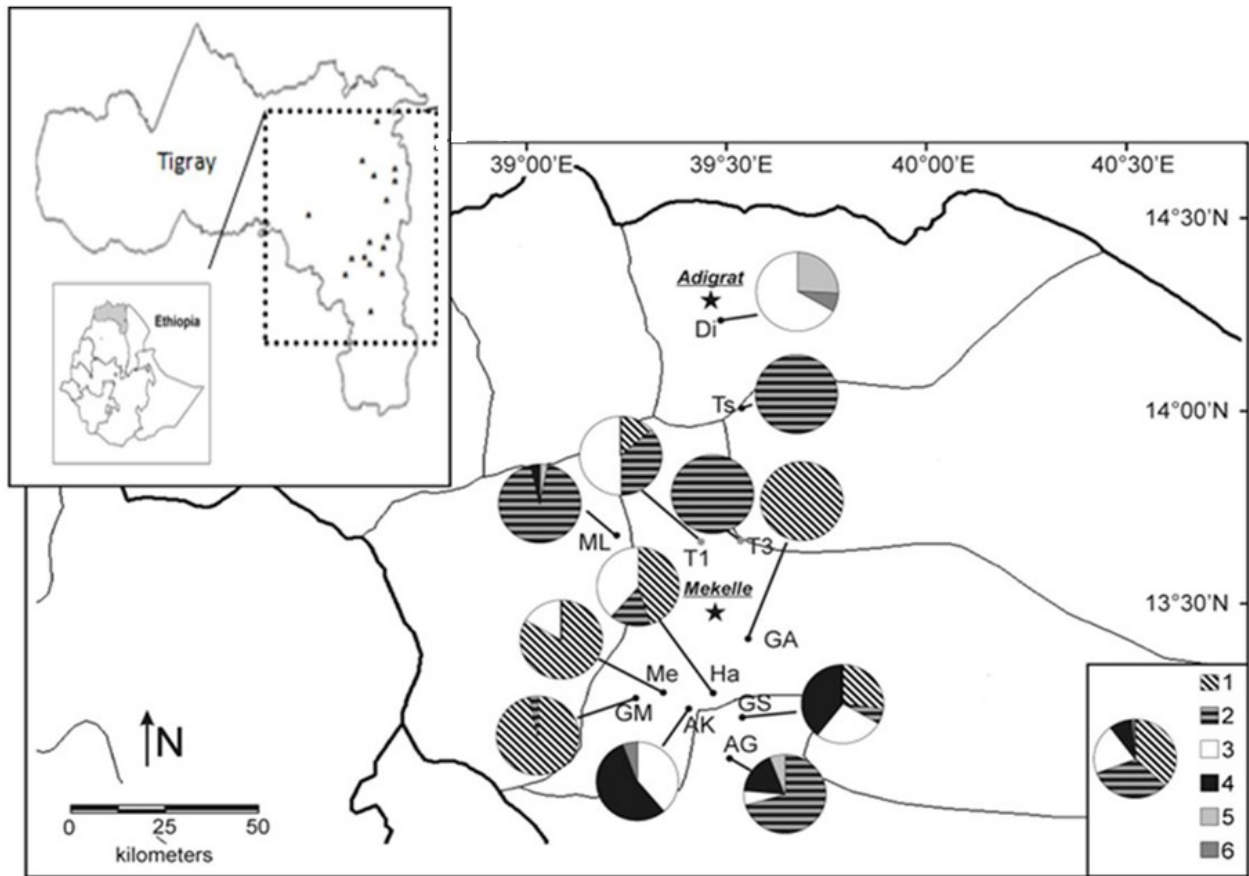 Tigray
Ethiopia
39°00'E
39°30'E
40°00'E
40°30'E
14°30'N
14°00'N
13°30'N
Adigrat
Di
Ts
ML
T1
T3
Mekelle
GA
Me
Ha
GM
AK
GS
AG
N
0
25
50
kilometers
1
2
3
4
5
6